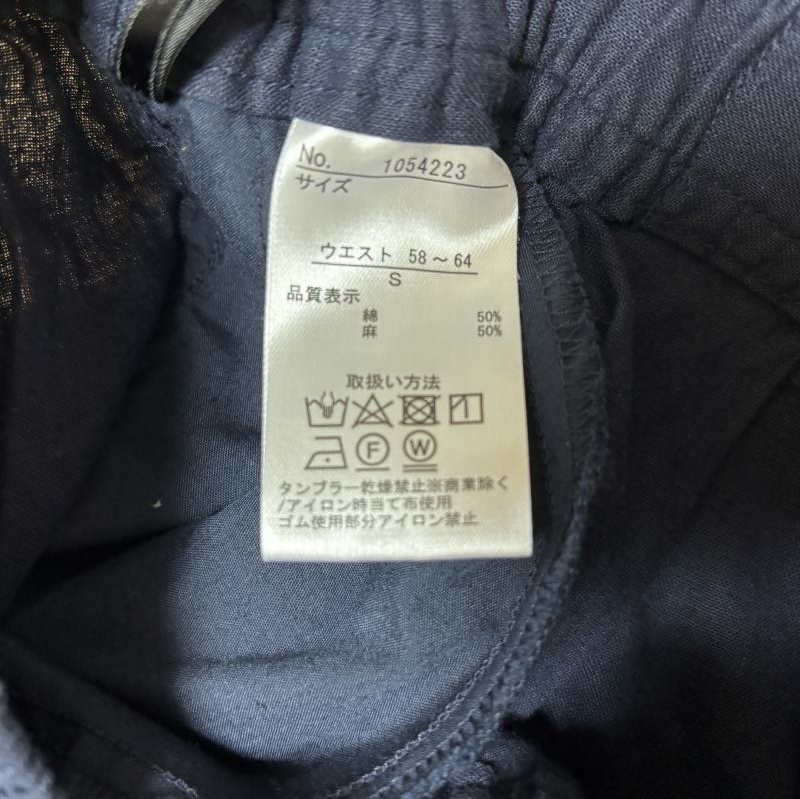 No. 1054223
サイズ
ウエスト 58～64
S
品質表示
綿 50%
麻 50%
取扱い方法
F W
タンブラー乾燥禁止※商業除く
/アイロン時当て布使用
ゴム使用部分アイロン禁止